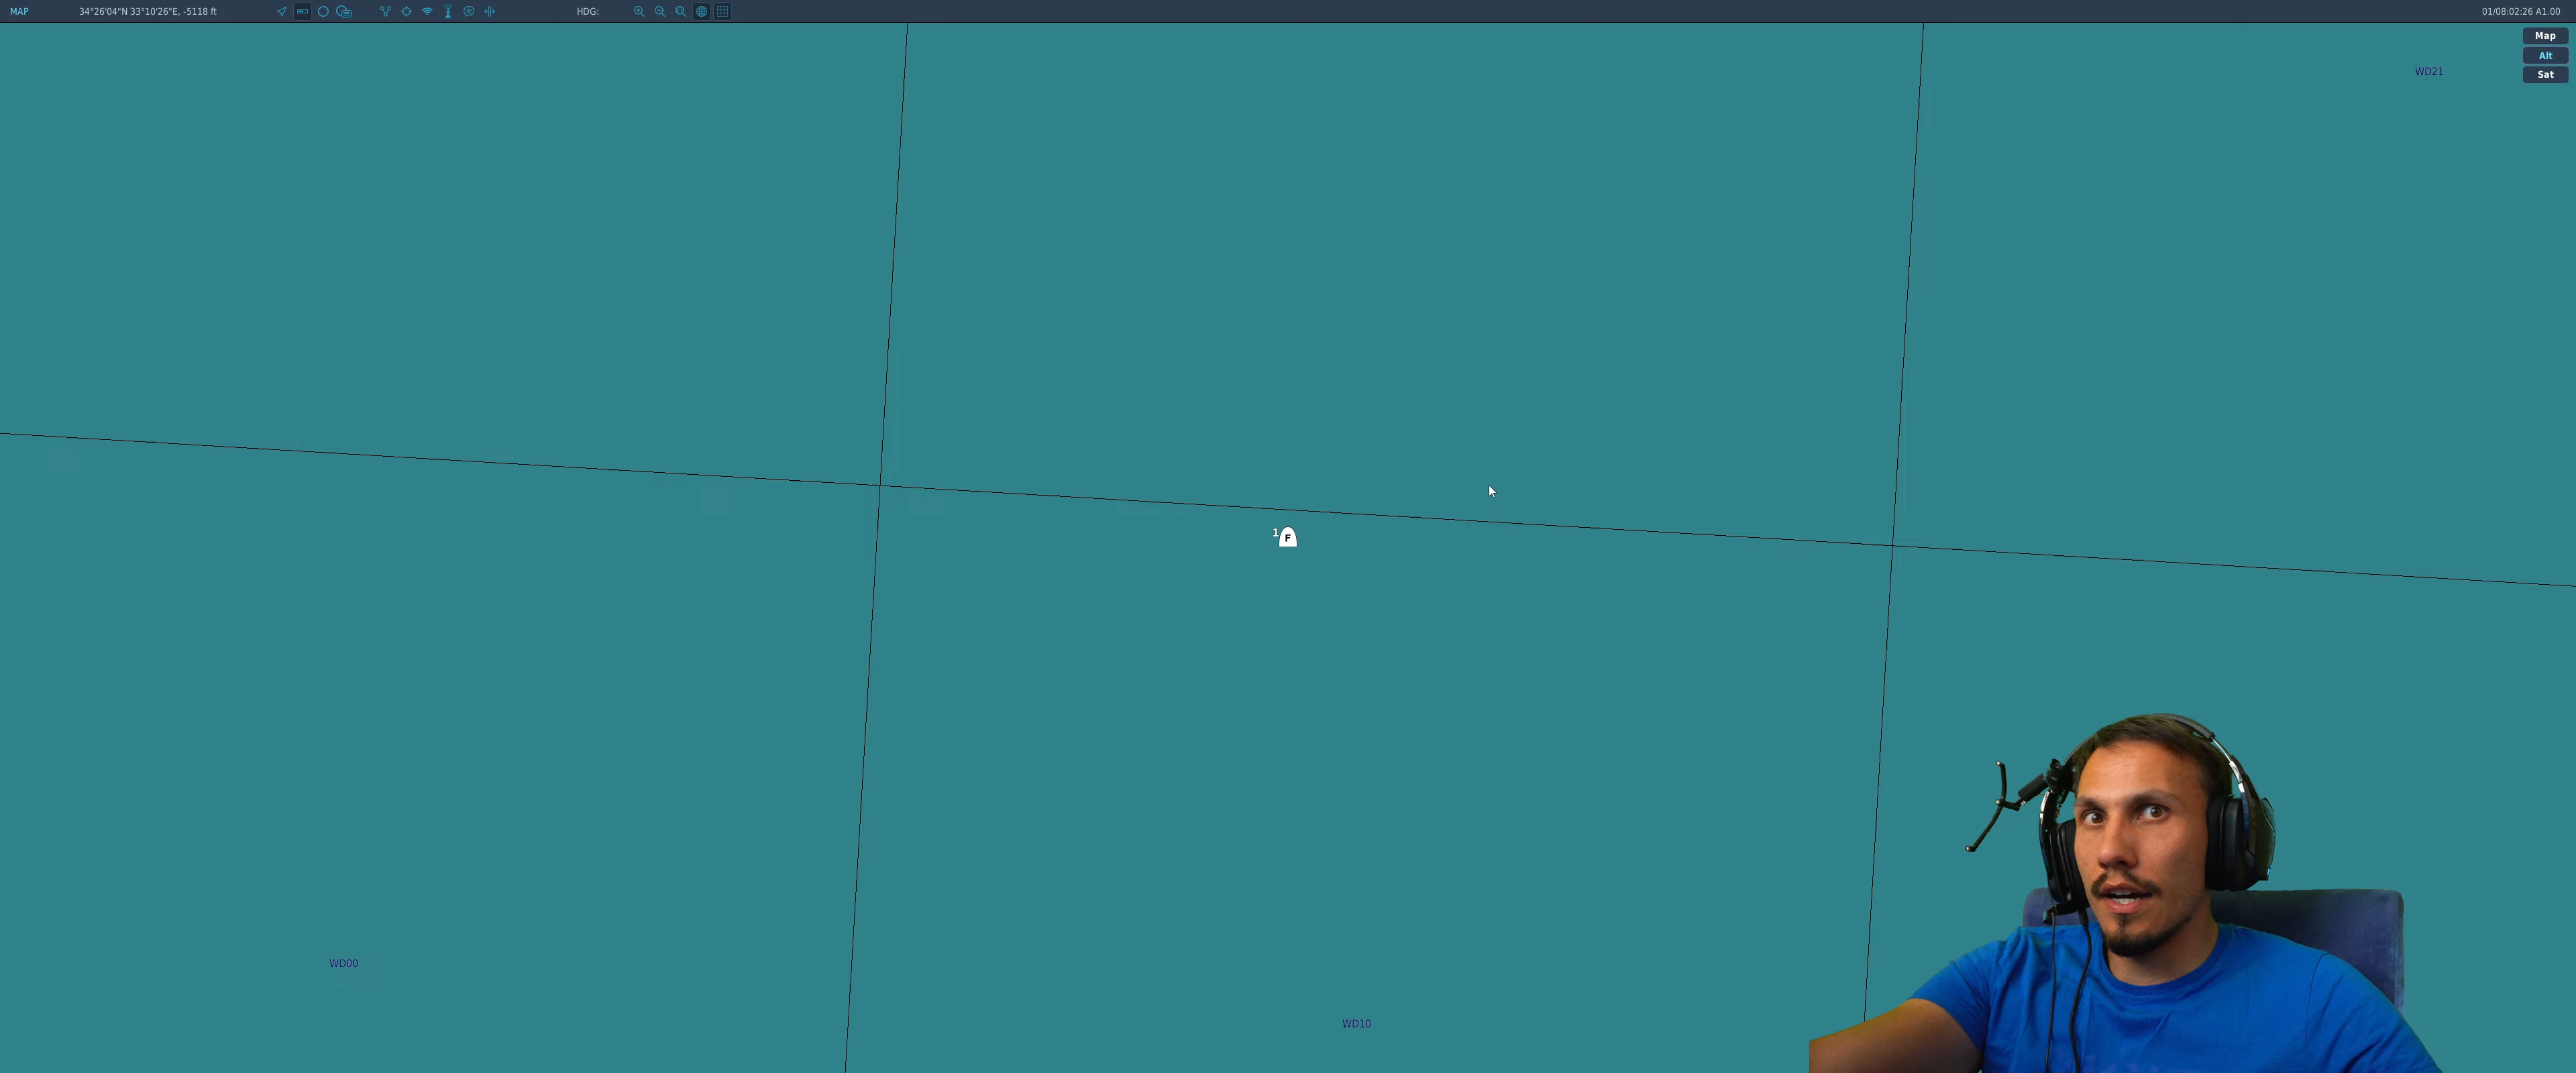 MAP 34°26'04"N 33°10'26"E, -5118 ft HDG: 01/08:02:26 A1.00
Map
Alt
Sat
WD21
1 F
WD00
WD10